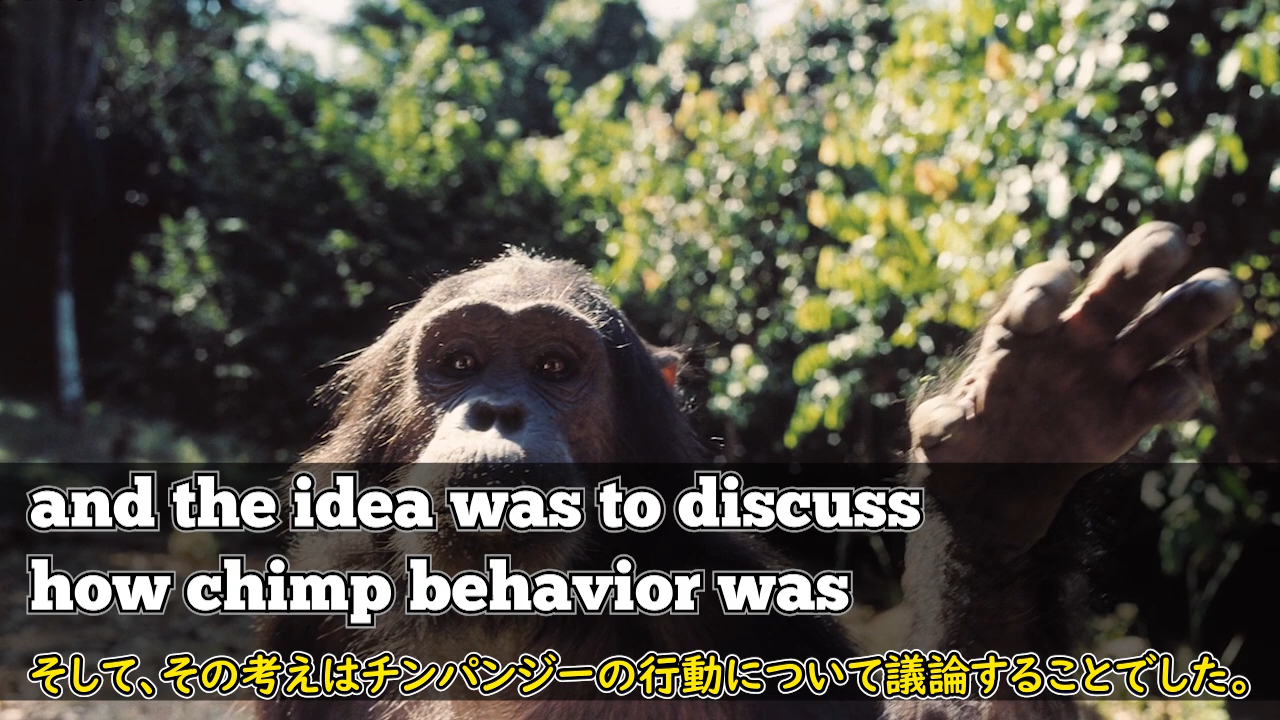 and the idea was to discuss
how chimp behavior was
そして、その考えはチンパンジーの行動について議論することでした。